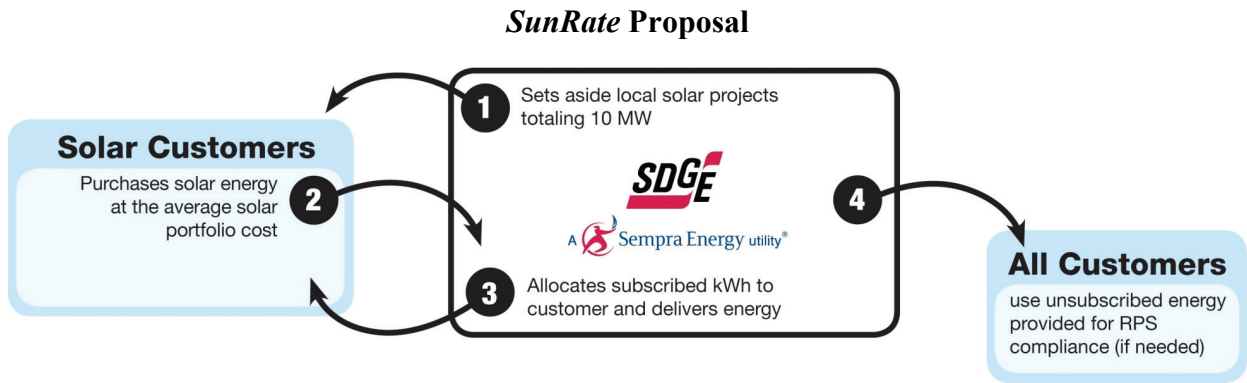 SunRate Proposal
1
Sets aside local solar projects
totaling 10 MW
Solar Customers
Purchases solar energy
at the average solar
portfolio cost
2
SDGE
A Sempra Energy utility®
3
Allocates subscribed kWh to
customer and delivers energy
4
All Customers
use unsubscribed energy
provided for RPS
compliance (if needed)